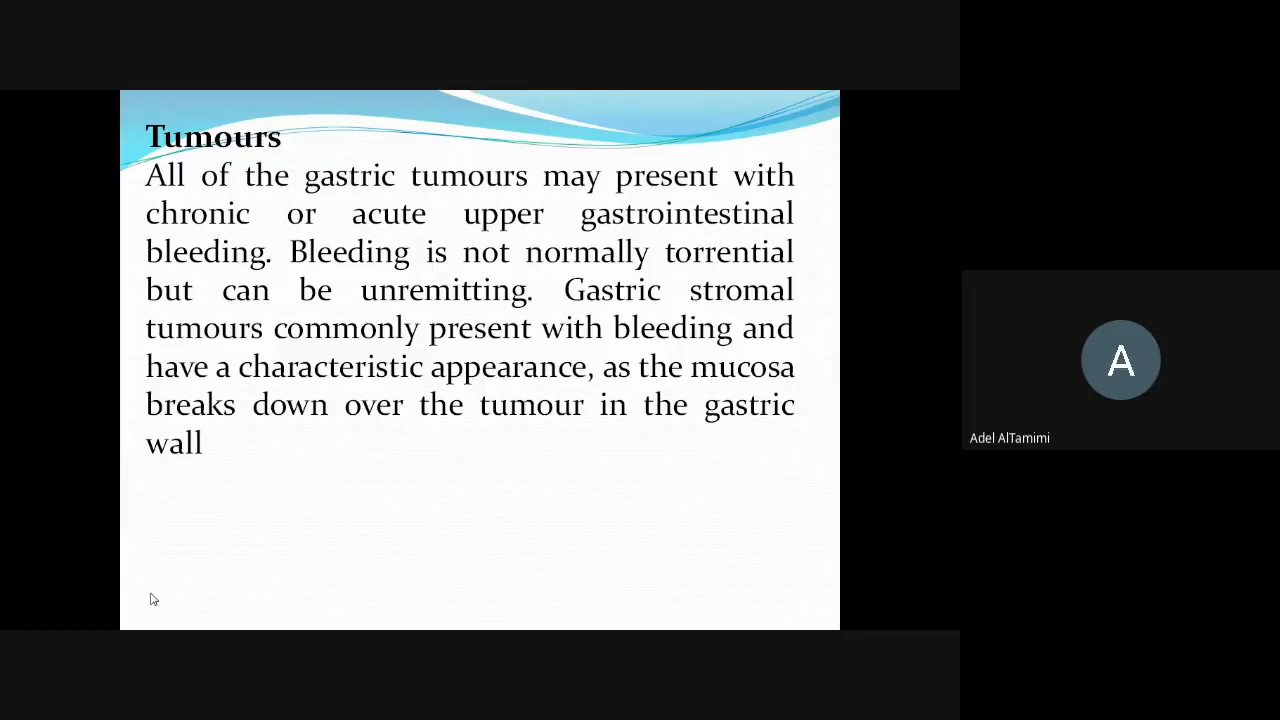 Tumours
All of the gastric tumours may present with
chronic or acute upper gastrointestinal
bleeding. Bleeding is not normally torrential
but can be unremitting. Gastric stromal
tumours commonly present with bleeding and
have a characteristic appearance, as the mucosa
breaks down over the tumour in the gastric
wall
A
Adel AlTamimi